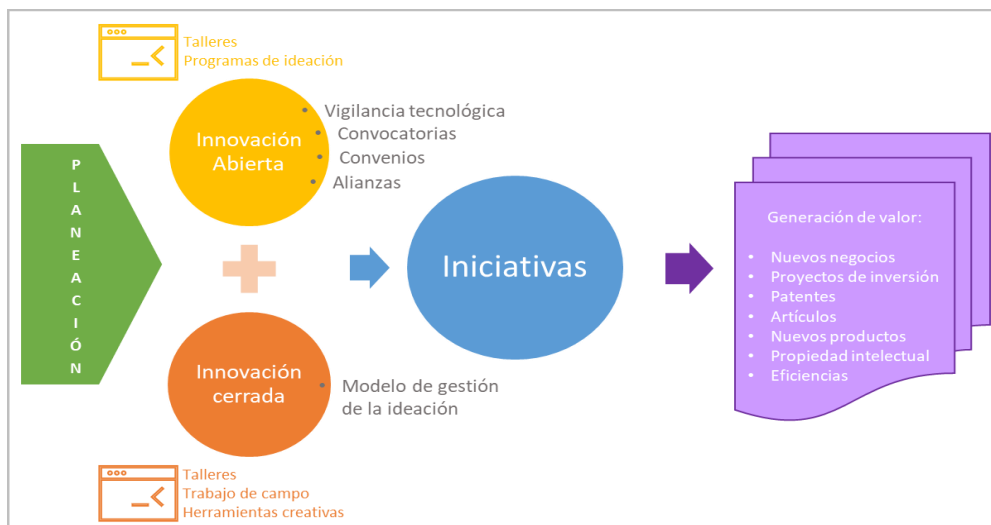 Talleres
Programas de ideación
PLANEACIÓN
Innovación
Abierta
• Vigilancia tecnológica
• Convocatorias
• Convenios
• Alianzas
Iniciativas
Innovación
cerrada
• Modelo de gestión
de la ideación
Talleres
Trabajo de campo
Herramientas creativas
Generación de valor:
• Nuevos negocios
• Proyectos de inversión
• Patentes
• Artículos
• Nuevos productos
• Propiedad intelectual
• Eficiencias